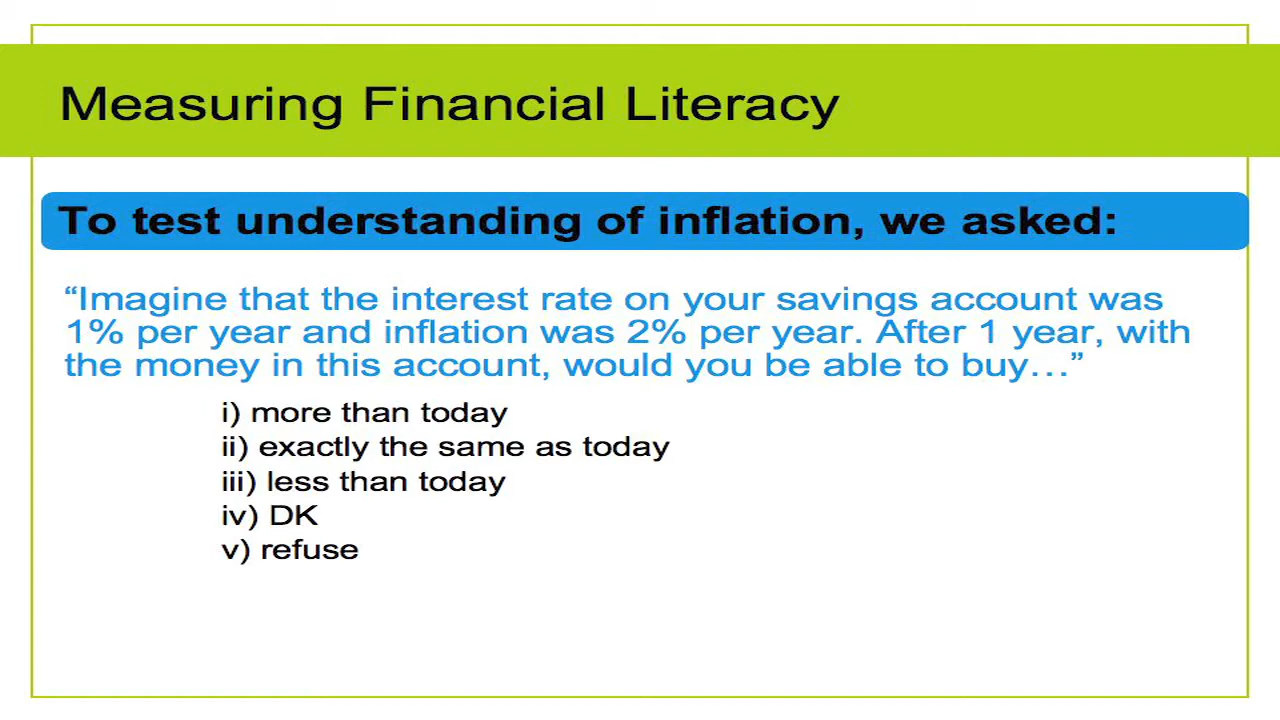 Measuring Financial Literacy
To test understanding of inflation, we asked:
“Imagine that the interest rate on your savings account was
1% per year and inflation was 2% per year. After 1 year, with
the money in this account, would you be able to buy…”
i) more than today
ii) exactly the same as today
iii) less than today
iv) DK
v) refuse